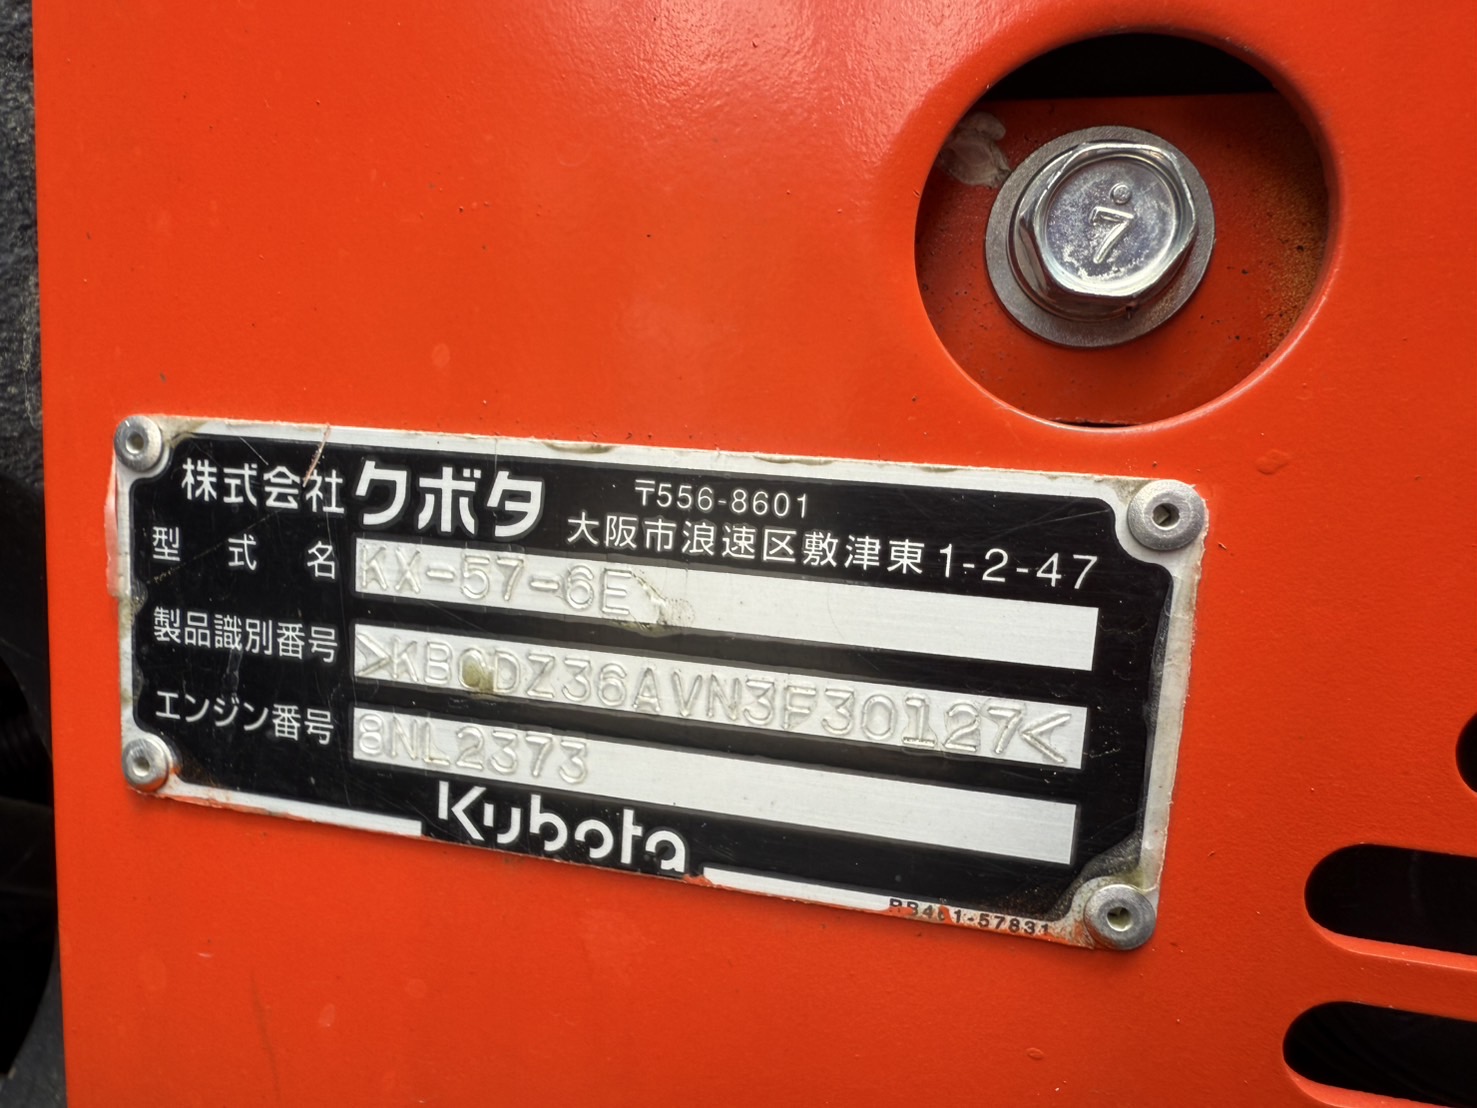 7
株式会社クボタ
〒556-8601
大阪市浪速区敷津東1-2-47
型式名 KX-57-6E
製品識別番号 >KBCDZ36AVN3F30127<
エンジン番号 8NL2373
Kubota